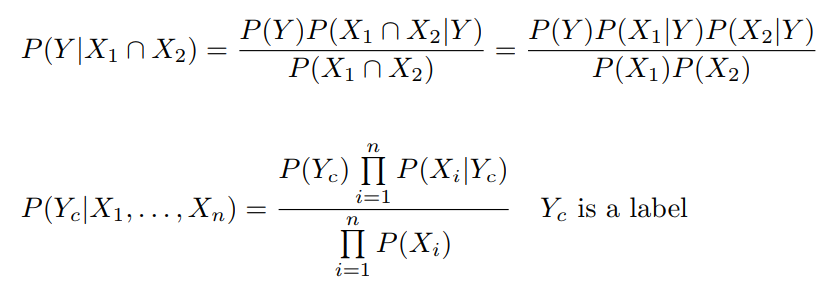 P(Y|X₁ ∩ X₂) = P(Y)P(X₁ ∩ X₂|Y) / P(X₁ ∩ X₂) = P(Y)P(X₁|Y)P(X₂|Y) / P(X₁)P(X₂)
P(Y_c|X₁, . . . , X_n) = P(Y_c) ∏_{i=1}^{n} P(X_i|Y_c) / ∏_{i=1}^{n} P(X_i) Y_c is a label